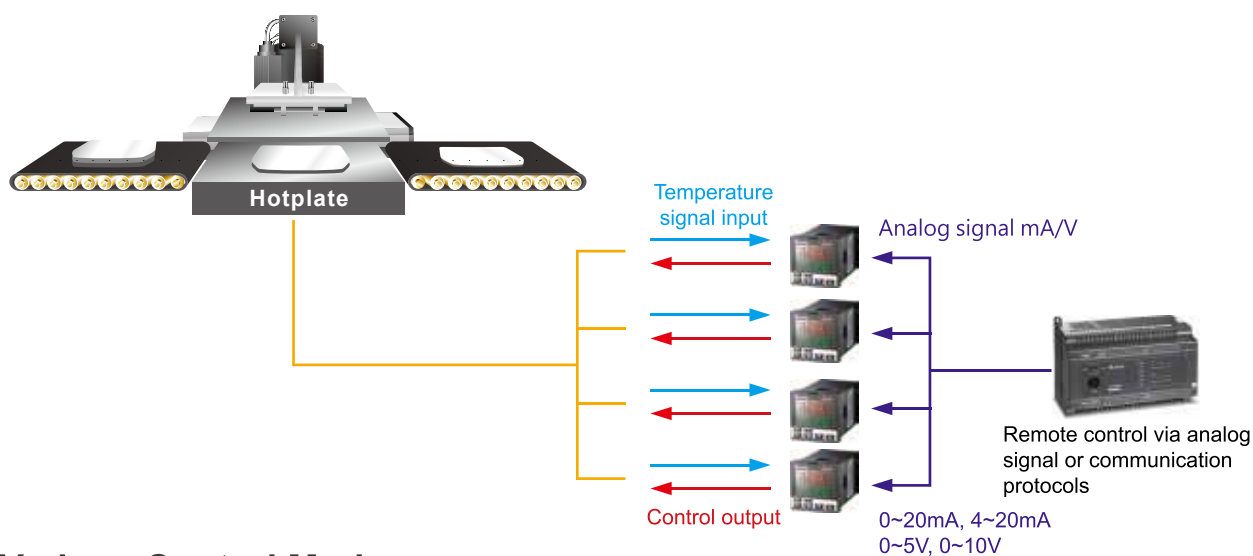 Hotplate
Temperature
signal input
Analog signal mA/V
Remote control via analog
signal or communication
protocols
Control output
0~20mA, 4~20mA
0~5V, 0~10V